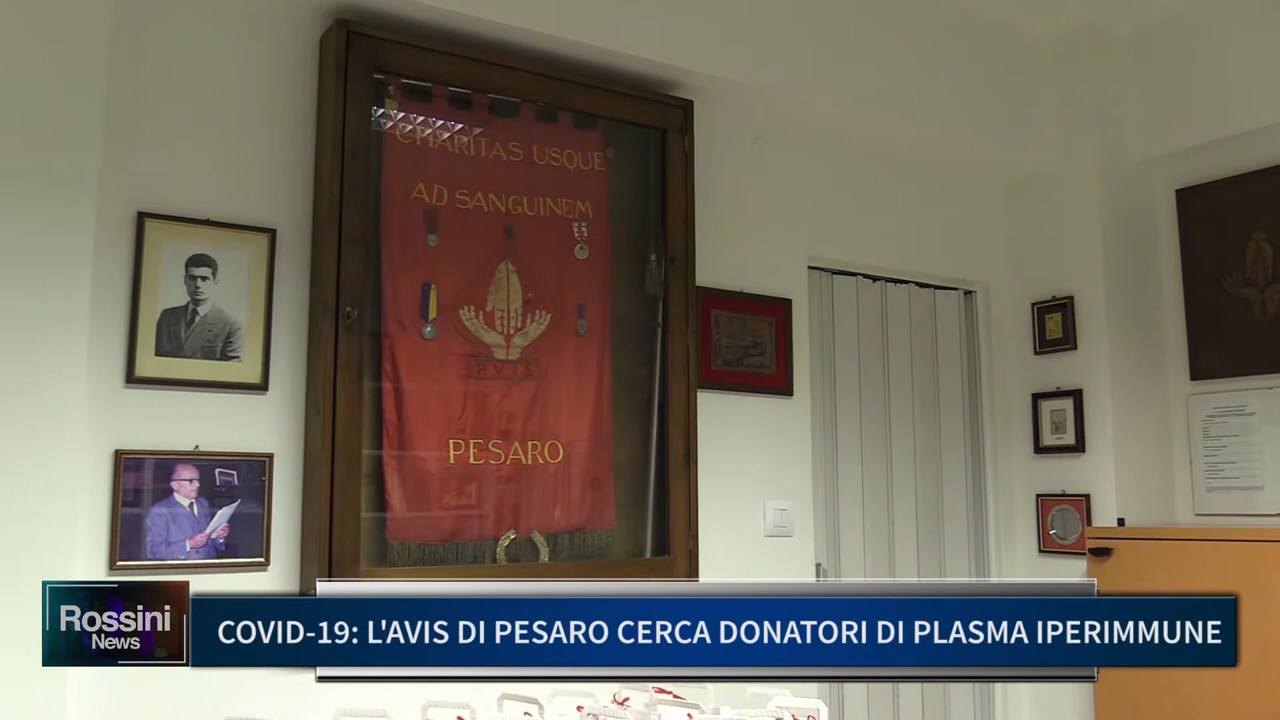 CHARITAS USQUE
AD SANGUINEM
AVIS
PESARO
Rossini
News
COVID-19: L'AVIS DI PESARO CERCA DONATORI DI PLASMA IPERIMMUNE